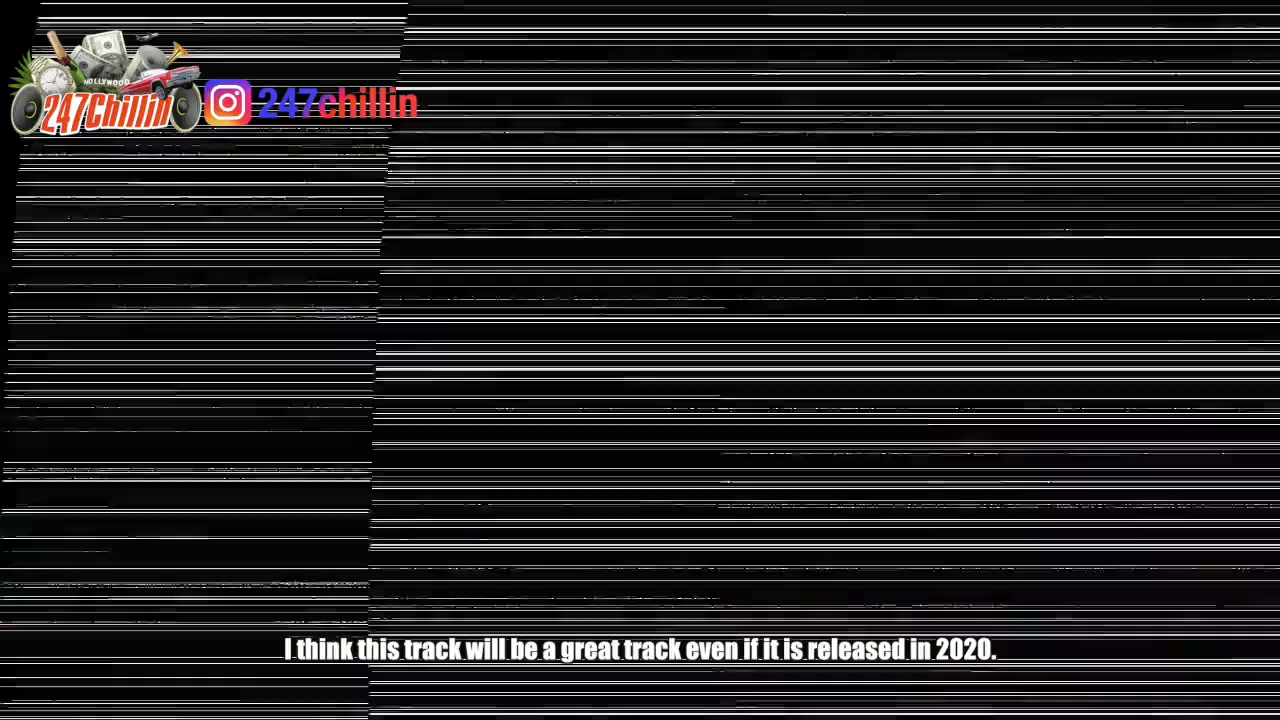 HOLLYWOOD
247Chillin
247chillin
I think this track will be a great track even if it is released in 2020.